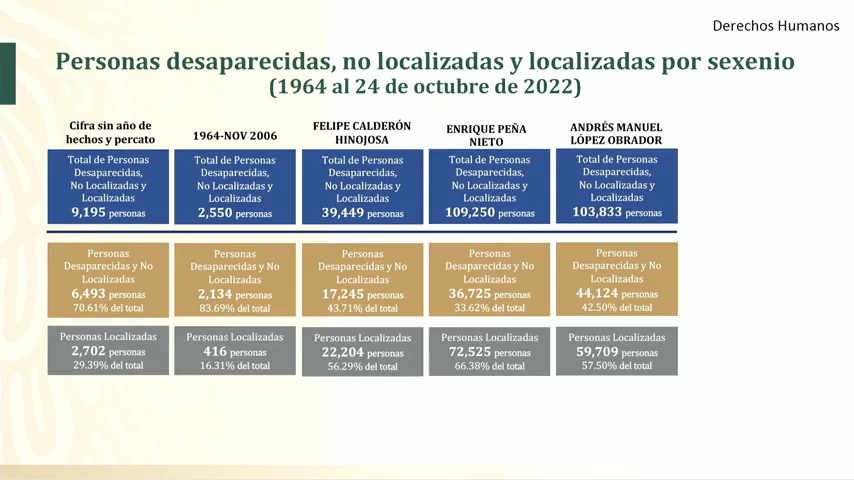 Derechos Humanos
Personas desaparecidas, no localizadas y localizadas por sexenio
(1964 al 24 de octubre de 2022)
Cifra sin año de
hechos y percato
Total de Personas
Desaparecidas,
No Localizadas y
Localizadas
9,195 personas
Personas
Desaparecidas y No
Localizadas
6,493 personas
70.61% del total
Personas Localizadas
2,702 personas
29.39% del total
1964-NOV 2006
Total de Personas
Desaparecidas,
No Localizadas y
Localizadas
2,550 personas
Personas
Desaparecidas y No
Localizadas
2,134 personas
83.69% del total
Personas Localizadas
416 personas
16.31% del total
FELIPE CALDERÓN
HINOJOSA
Total de Personas
Desaparecidas,
No Localizadas y
Localizadas
39,449 personas
Personas
Desaparecidas y No
Localizadas
17,245 personas
43.71% del total
Personas Localizadas
22,204 personas
56.29% del total
ENRIQUE PEÑA
NIETO
Total de Personas
Desaparecidas,
No Localizadas y
Localizadas
109,250 personas
Personas
Desaparecidas y No
Localizadas
36,725 personas
33.62% del total
Personas Localizadas
72,525 personas
66.38% del total
ANDRÉS MANUEL
LÓPEZ OBRADOR
Total de Personas
Desaparecidas,
No Localizadas y
Localizadas
103,833 personas
Personas
Desaparecidas y No
Localizadas
44,124 personas
42.50% del total
Personas Localizadas
59,709 personas
57.50% del total